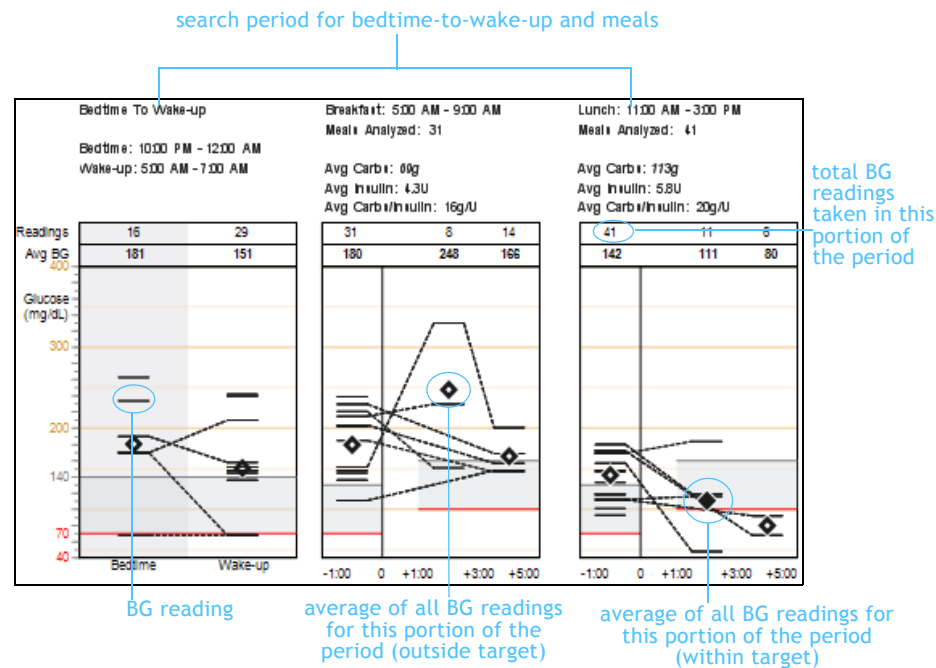 search period for bedtime-to-wake-up and meals
Bedtime To Wake-up
Bedtime: 10:00 PM - 12:00 AM
Wake-up: 5:00 AM - 7:00 AM
Breakfast: 5:00 AM - 9:00 AM
Meals Analyzed: 31
Avg Carbs: 69g
Avg Insulin: 4.3U
Avg Carbs/Insulin: 16g/U
Lunch: 11:00 AM - 3:00 PM
Meals Analyzed: 41
Avg Carbs: 113g
Avg Insulin: 5.8U
Avg Carbs/Insulin: 20g/U
total BG
readings
taken in this
portion of
the period
Readings 16 29 31 8 14 41 11 6
Avg BG 181 151 180 248 166 142 111 80
400
Glucose
(mg/dL)
300
200
140
70
40
Bedtime Wake-up
-1:00 0 +1:00 +3:00 +5:00
-1:00 0 +1:00 +3:00 +5:00
BG reading
average of all BG readings
for this portion of the
period (outside target)
average of all BG readings for
this portion of the period
(within target)